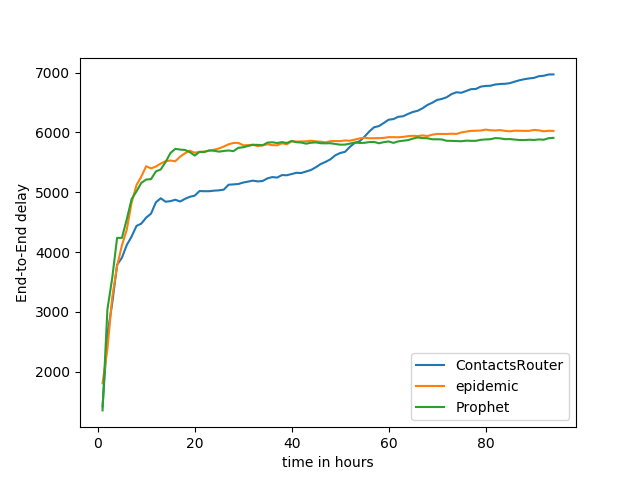 7000
6000
5000
4000
3000
2000
End-to-End delay
ContactsRouter
epidemic
Prophet
0
20
40
60
80
time in hours